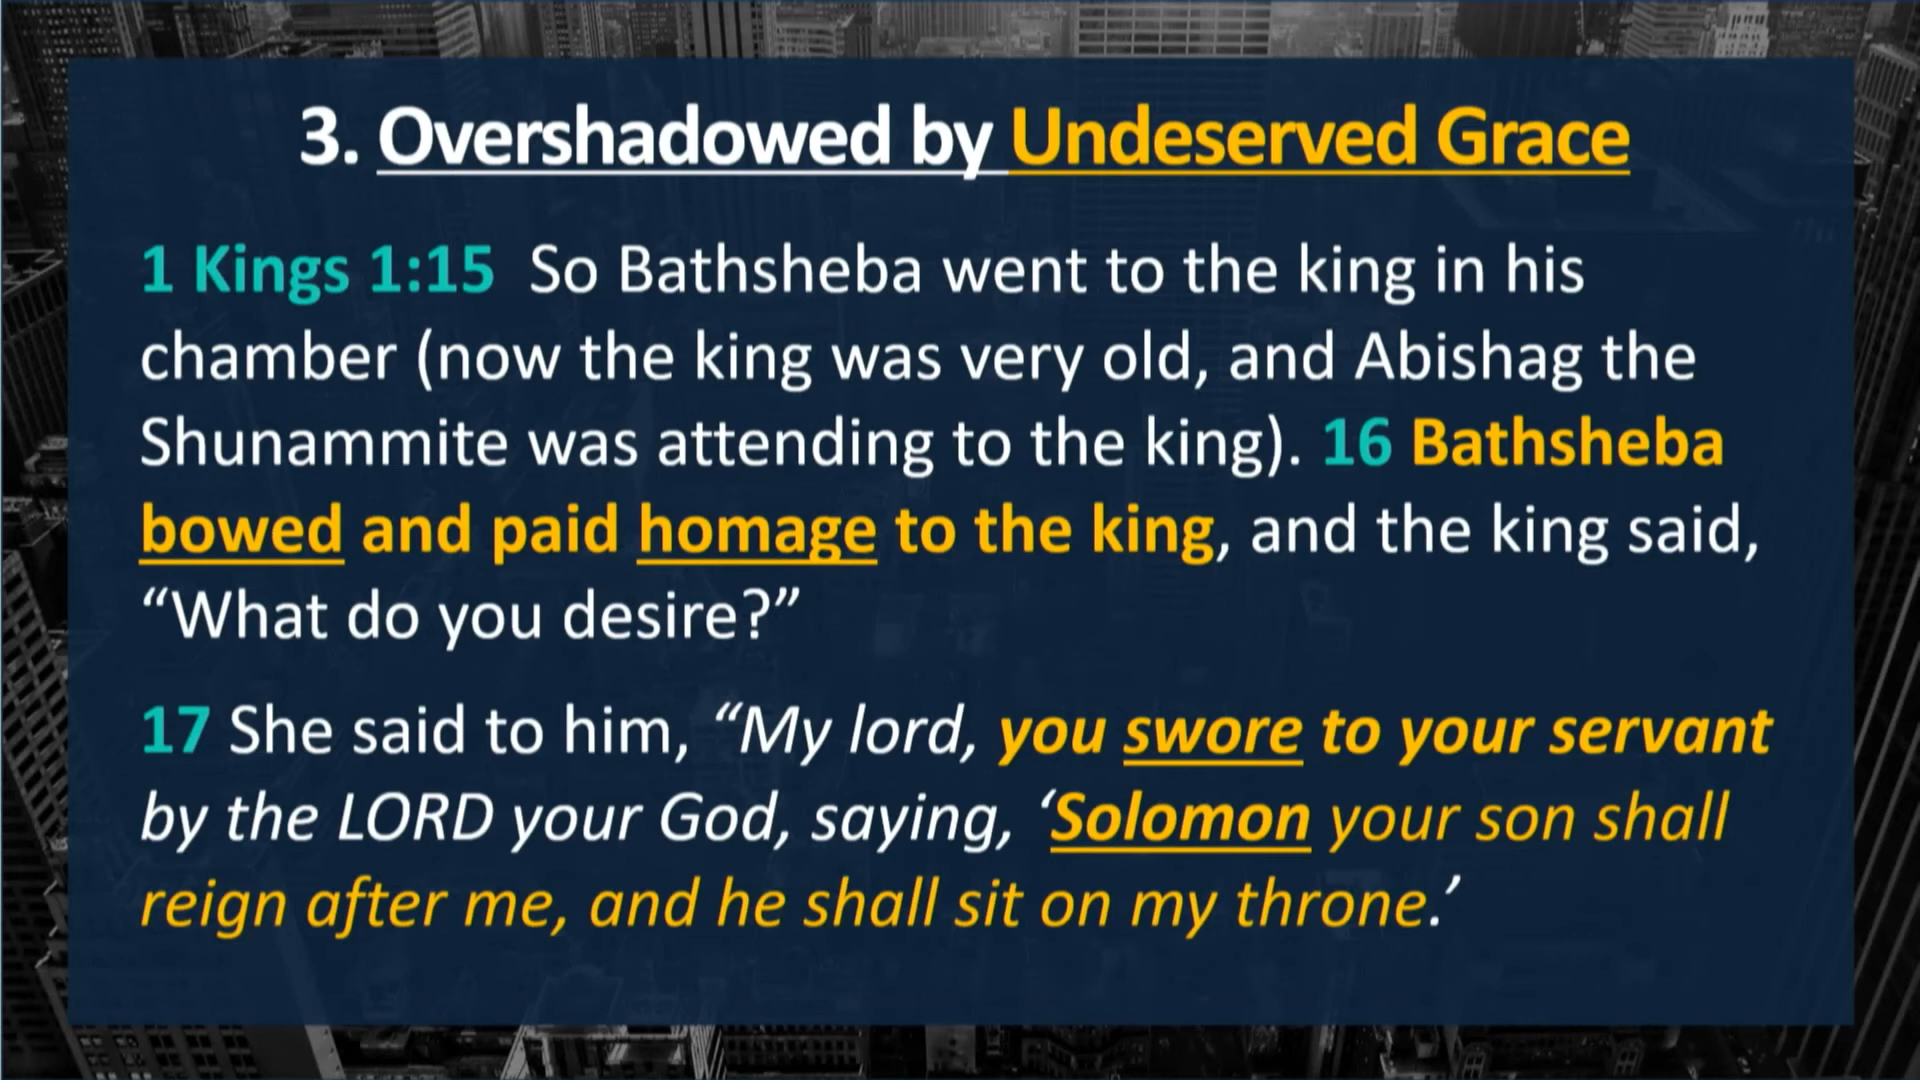 3. Overshadowed by Undeserved Grace
1 Kings 1:15 So Bathsheba went to the king in his
chamber (now the king was very old, and Abishag the
Shunammite was attending to the king). 16 Bathsheba
bowed and paid homage to the king, and the king said,
“What do you desire?”
17 She said to him, “My lord, you swore to your servant
by the LORD your God, saying, ‘Solomon your son shall
reign after me, and he shall sit on my throne.’